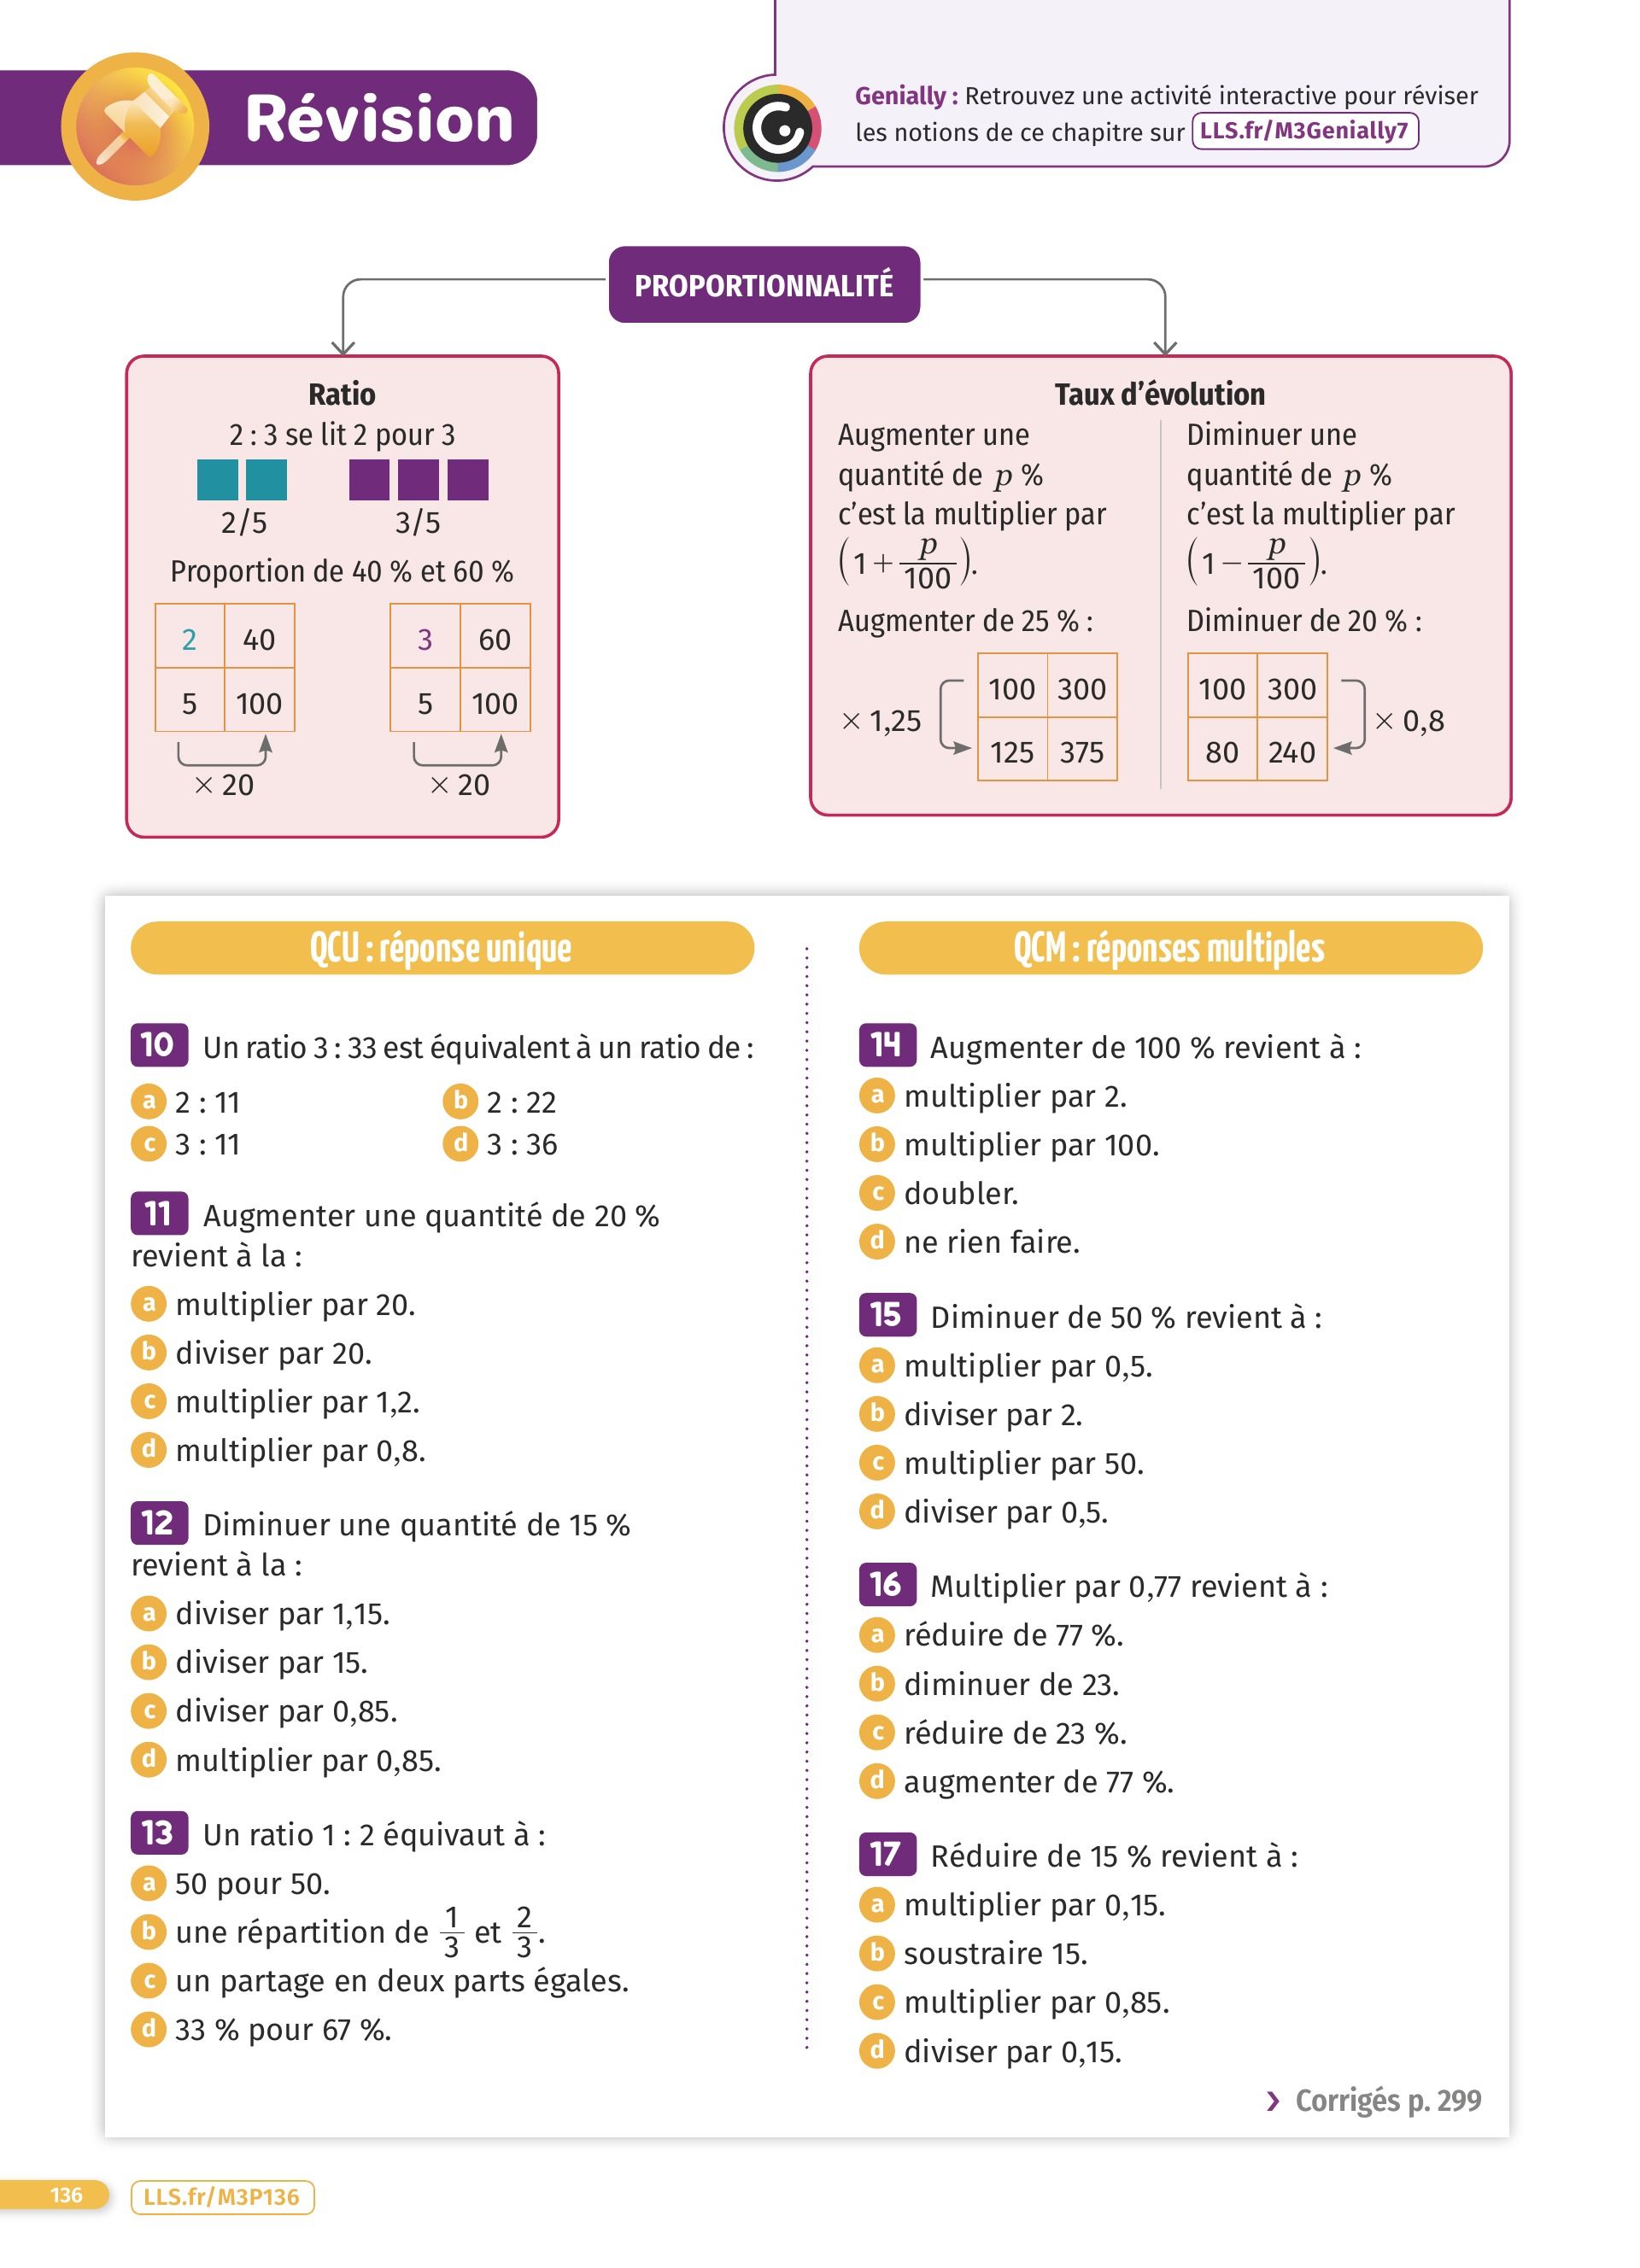 Révision
Genially : Retrouvez une activité interactive pour réviser
les notions de ce chapitre sur LLS.fr/M3Genially7
PROPORTIONNALITÉ
Ratio
2 : 3 se lit 2 pour 3
2/5 3/5
Proportion de 40 % et 60 %
2 40 3 60
5 100 5 100
× 20 × 20
Taux d’évolution
Augmenter une
quantité de p %
c’est la multiplier par
(1 + p/100).
Augmenter de 25 % :
100 300
× 1,25
125 375
Diminuer une
quantité de p %
c’est la multiplier par
(1 − p/100).
Diminuer de 20 % :
100 300
× 0,8
80 240
QCU : réponse unique
10 Un ratio 3 : 33 est équivalent à un ratio de :
a 2 : 11 b 2 : 22
c 3 : 11 d 3 : 36
11 Augmenter une quantité de 20 %
revient à la :
a multiplier par 20.
b diviser par 20.
c multiplier par 1,2.
d multiplier par 0,8.
12 Diminuer une quantité de 15 %
revient à la :
a diviser par 1,15.
b diviser par 15.
c diviser par 0,85.
d multiplier par 0,85.
13 Un ratio 1 : 2 équivaut à :
a 50 pour 50.
b une répartition de 1/3 et 2/3.
c un partage en deux parts égales.
d 33 % pour 67 %.
QCM : réponses multiples
14 Augmenter de 100 % revient à :
a multiplier par 2.
b multiplier par 100.
c doubler.
d ne rien faire.
15 Diminuer de 50 % revient à :
a multiplier par 0,5.
b diviser par 2.
c multiplier par 50.
d diviser par 0,5.
16 Multiplier par 0,77 revient à :
a réduire de 77 %.
b diminuer de 23.
c réduire de 23 %.
d augmenter de 77 %.
17 Réduire de 15 % revient à :
a multiplier par 0,15.
b soustraire 15.
c multiplier par 0,85.
d diviser par 0,15.
› Corrigés p. 299
136 LLS.fr/M3P136